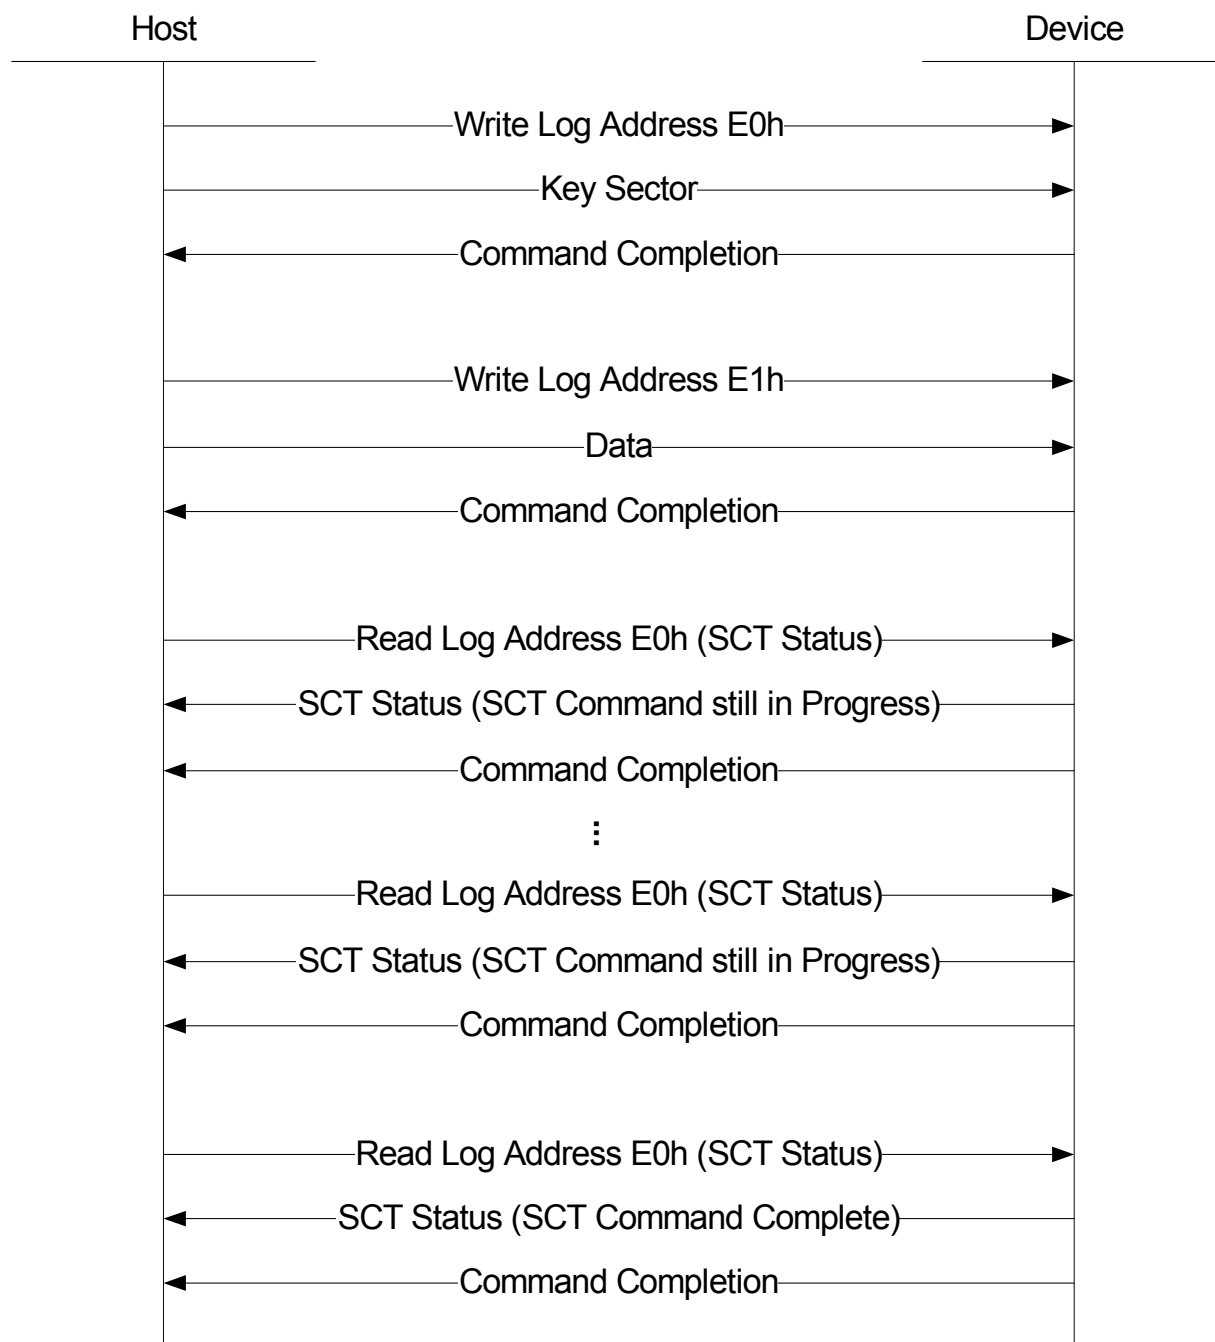 Host
Device
Write Log Address E0h
Key Sector
Command Completion
Write Log Address E1h
Data
Command Completion
Read Log Address E0h (SCT Status)
SCT Status (SCT Command still in Progress)
Command Completion
...
Read Log Address E0h (SCT Status)
SCT Status (SCT Command still in Progress)
Command Completion
Read Log Address E0h (SCT Status)
SCT Status (SCT Command Complete)
Command Completion